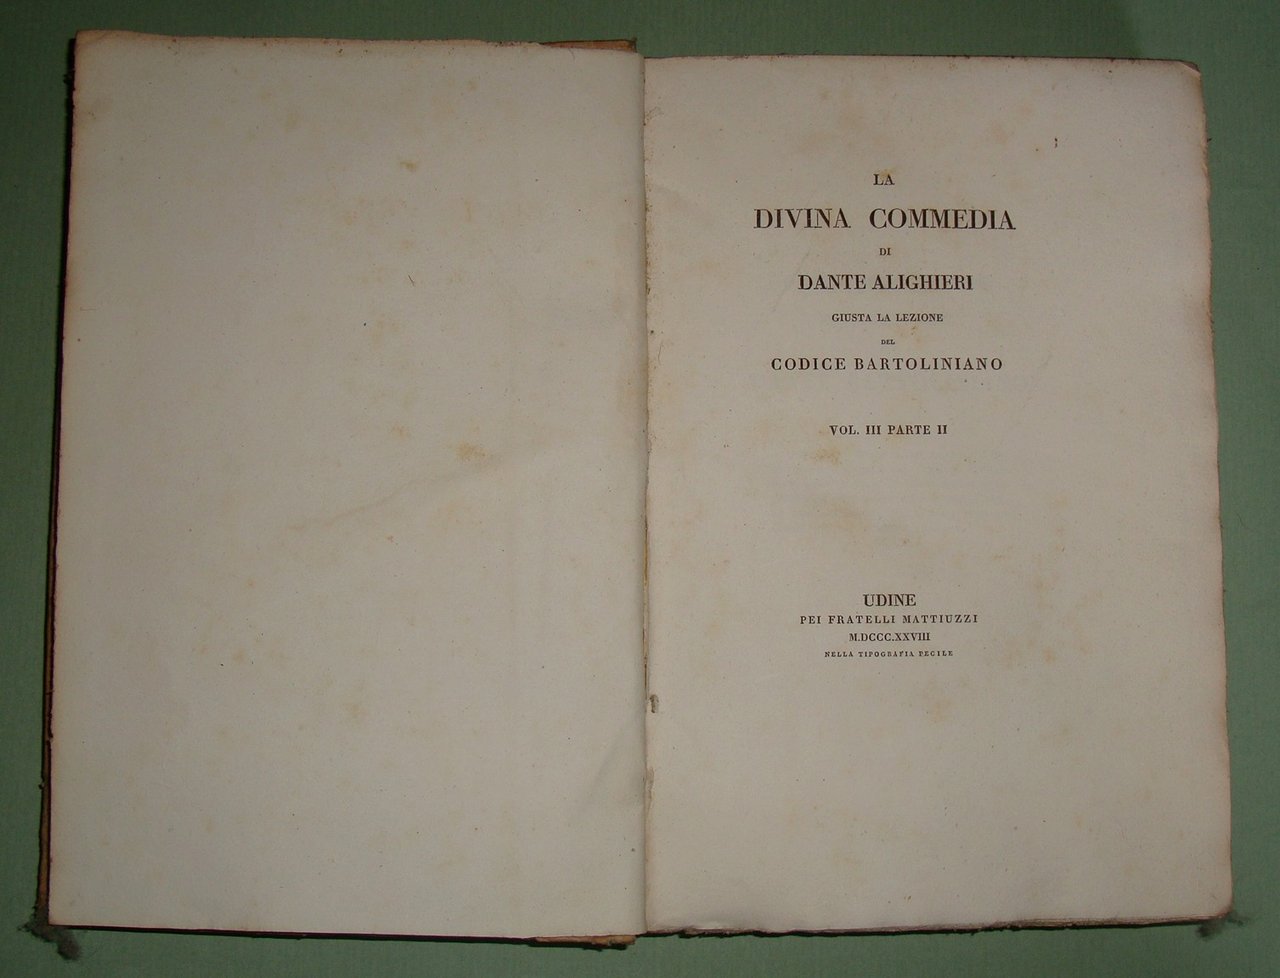 LA
DIVINA COMMEDIA
DI
DANTE ALIGHIERI
GIUSTA LA LEZIONE
DEL
CODICE BARTOLINIANO
VOL. III PARTE II
UDINE
PEI FRATELLI MATTIUZZI
M.DCCC.XXVIII
NELLA TIPOGRAFIA PECILE